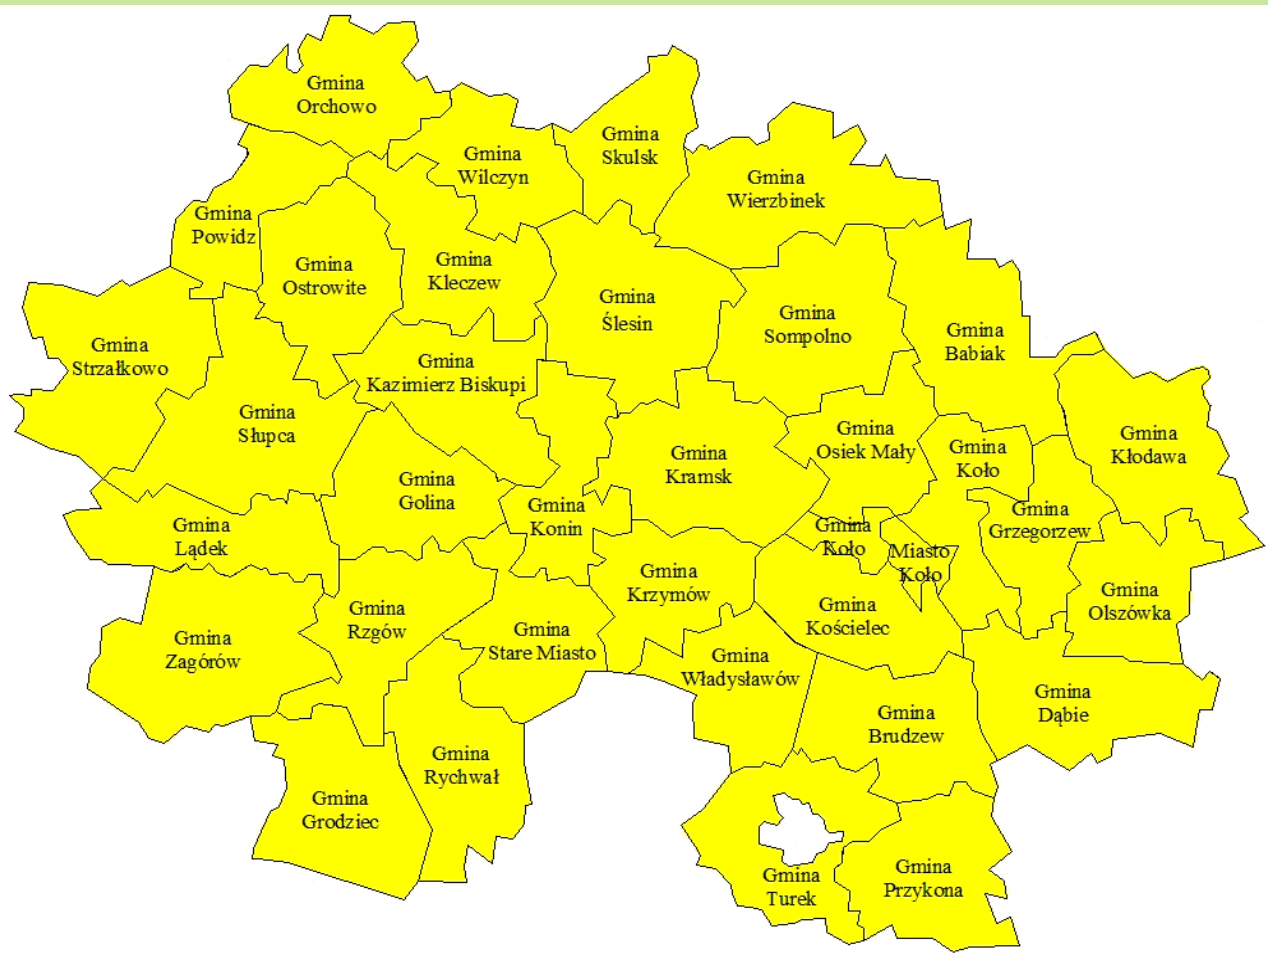 Gmina
Orchowo
Gmina
Wilczyn
Gmina
Skulsk
Gmina
Wierzbinek
Gmina
Powidz
Gmina
Ostrowite
Gmina
Kleczew
Gmina
Ślesin
Gmina
Sompolno
Gmina
Babiak
Gmina
Strzałkowo
Gmina
Kazimierz Biskupi
Gmina
Słupca
Gmina
Osiek Mały
Gmina
Koło
Gmina
Kłodawa
Gmina
Kramsk
Gmina
Golina
Gmina
Konin
Gmina
Lądek
Gmina
Koło
Miasto
Koło
Gmina
Grzegorzew
Gmina
Olszówka
Gmina
Krzymów
Gmina
Kościelec
Gmina
Rzgów
Gmina
Zagórów
Gmina
Stare Miasto
Gmina
Władysławów
Gmina
Dąbie
Gmina
Brudzew
Gmina
Rychwał
Gmina
Grodziec
Gmina
Turek
Gmina
Przykona